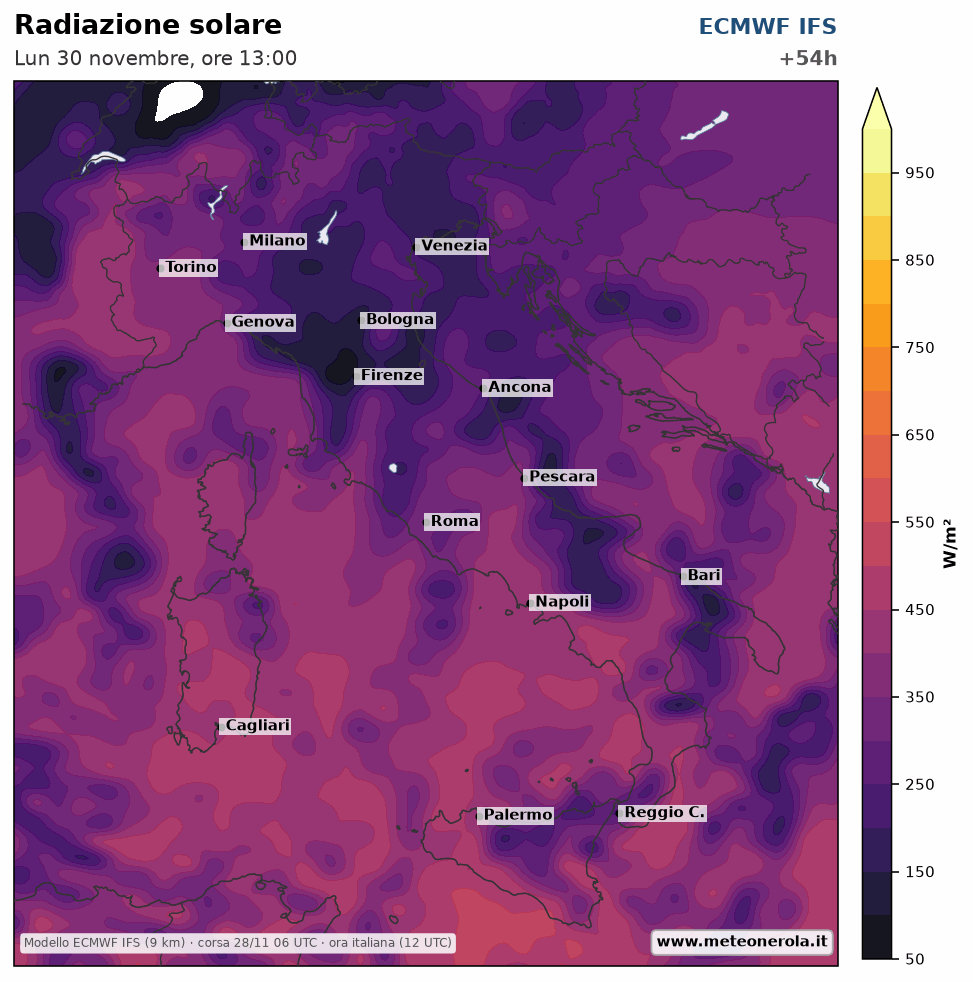 Radiazione solare
ECMWF IFS
Lun 30 novembre, ore 13:00
+54h
Milano
Venezia
Torino
Genova
Bologna
Firenze
Ancona
Pescara
Roma
Bari
Napoli
Cagliari
Palermo
Reggio C.
950
850
750
650
550
450
350
250
150
50
W/m²
Modello ECMWF IFS (9 km) · corsa 28/11 06 UTC · ora italiana (12 UTC)
www.meteonerola.it